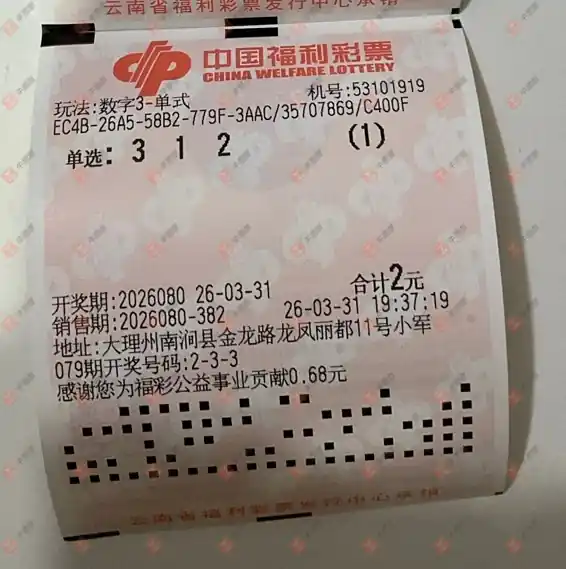 云南省福利彩票发行中心承销
中国福利彩票
CHINA WELFARE LOTTERY
玩法:数字3-单式 机号:53101919
EC4B-26A5-58B2-779F-3AAC/35707869/C400F
单选: 3 1 2 (1)
合计2元
开奖期:2026080 26-03-31
销售期:2026080-382 26-03-31 19:37:19
地址:大理州南涧县金龙路龙凤丽都11号小军
079期开奖号码:2-3-3
感谢您为福彩公益事业贡献0.68元
云南省福利彩票发行中心承销